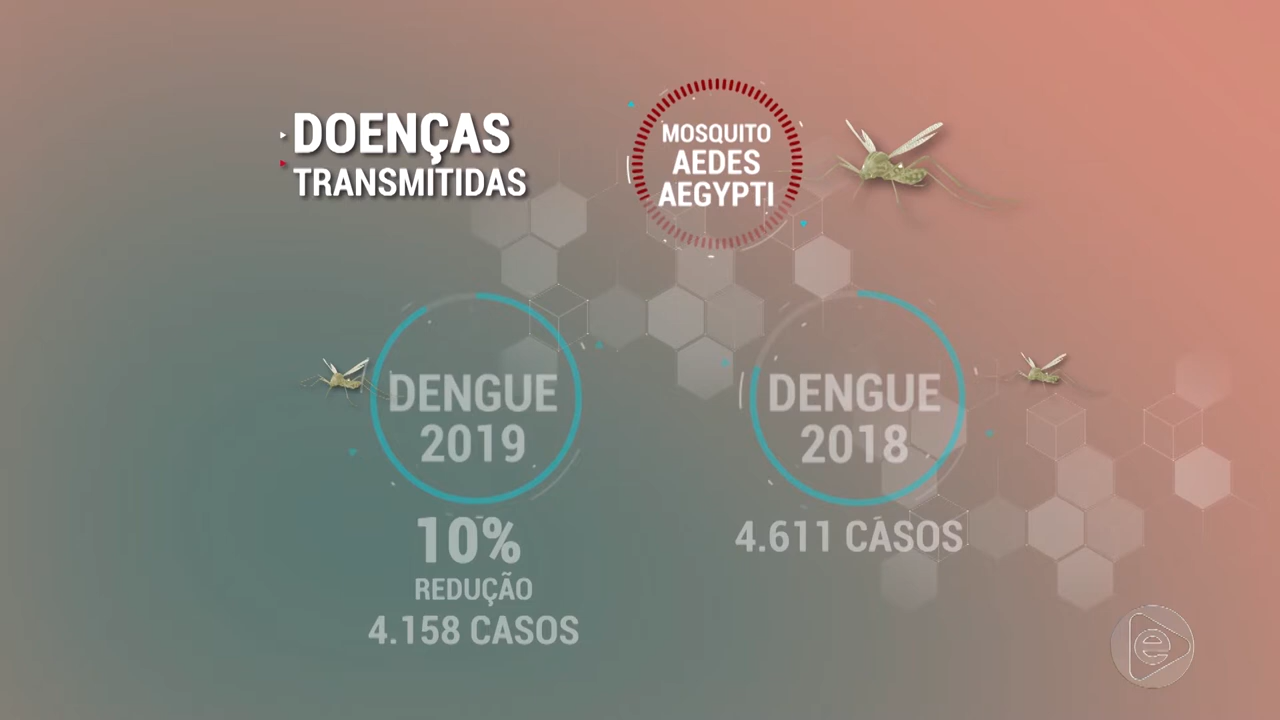 DOENÇAS
TRANSMITIDAS
MOSQUITO
AEDES
AEGYPTI
DENGUE
2019
10%
REDUÇÃO
4.158 CASOS
DENGUE
2018
4.611 CASOS
e